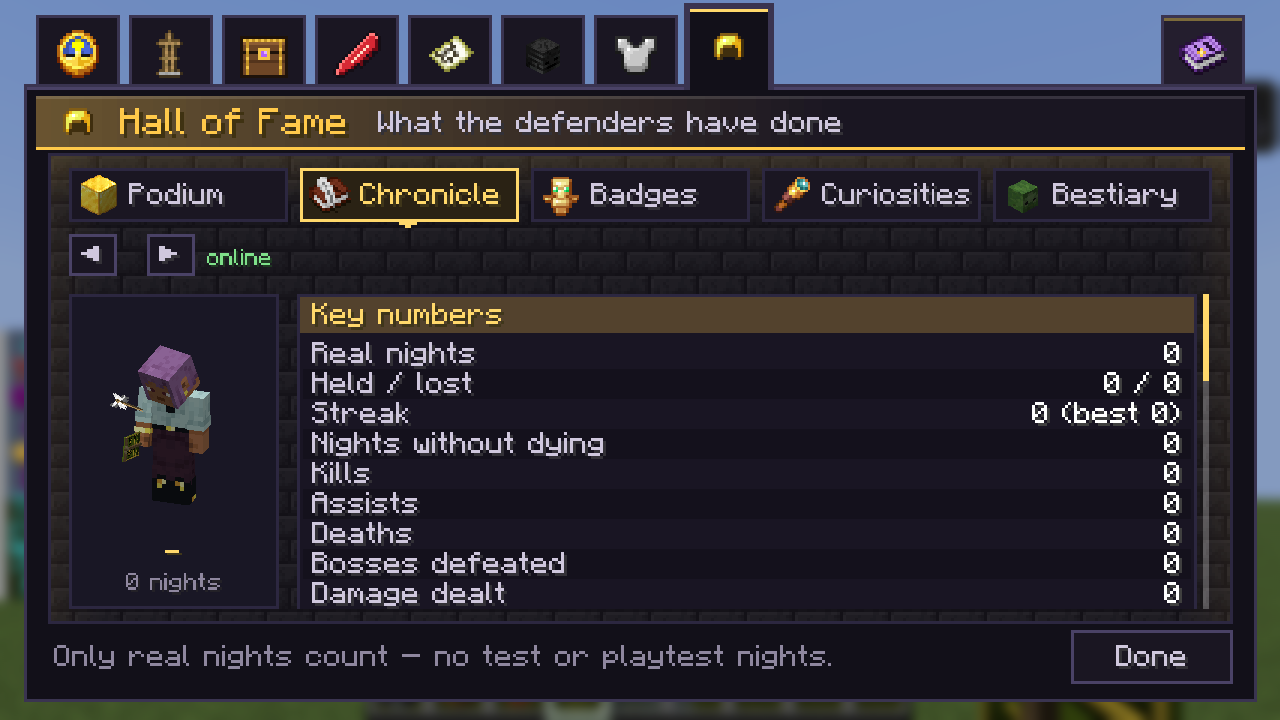 Hall of Fame What the defenders have done
Podium Chronicle Badges Curiosities Bestiary
online
Key numbers
Real nights 0
Held / lost 0 / 0
Streak 0 (best 0)
Nights without dying 0
Kills 0
Assists 0
Deaths 0
Bosses defeated 0
Damage dealt 0
–
0 nights
Only real nights count – no test or playtest nights.
Done